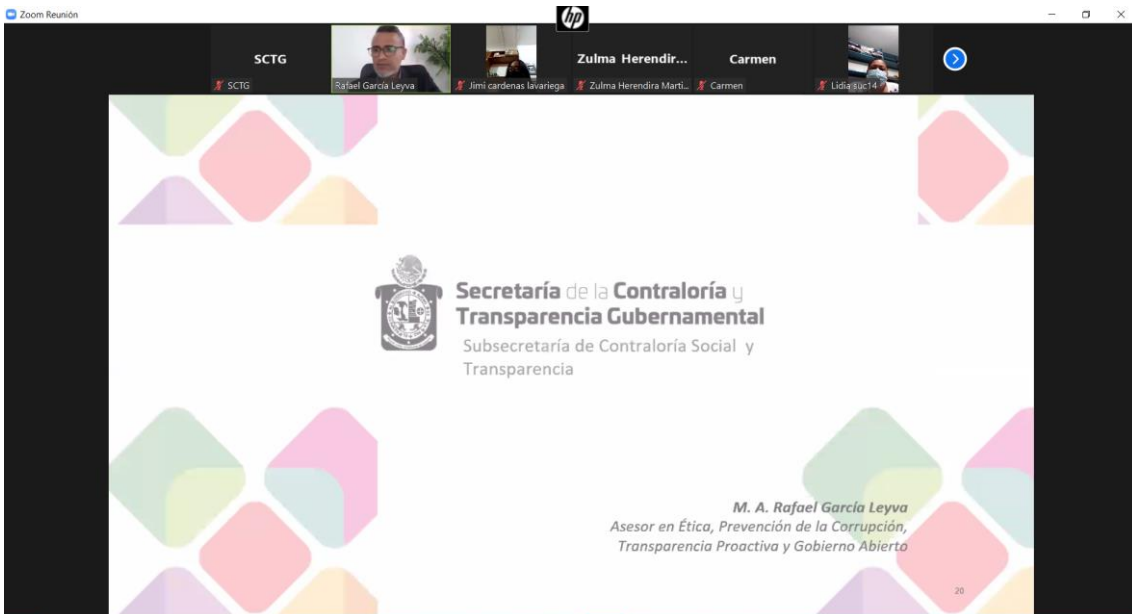 Zoom Reunión
hp
SCTG
Zulma Herendir...
Carmen
SCTG
Rafael García Leyva
Jimi cardenas lavariega
Zulma Herendira Marti...
Carmen
Lidia suc14
Secretaría de la Contraloría y
Transparencia Gubernamental
Subsecretaría de Contraloría Social y
Transparencia
M. A. Rafael García Leyva
Asesor en Ética, Prevención de la Corrupción,
Transparencia Proactiva y Gobierno Abierto
20